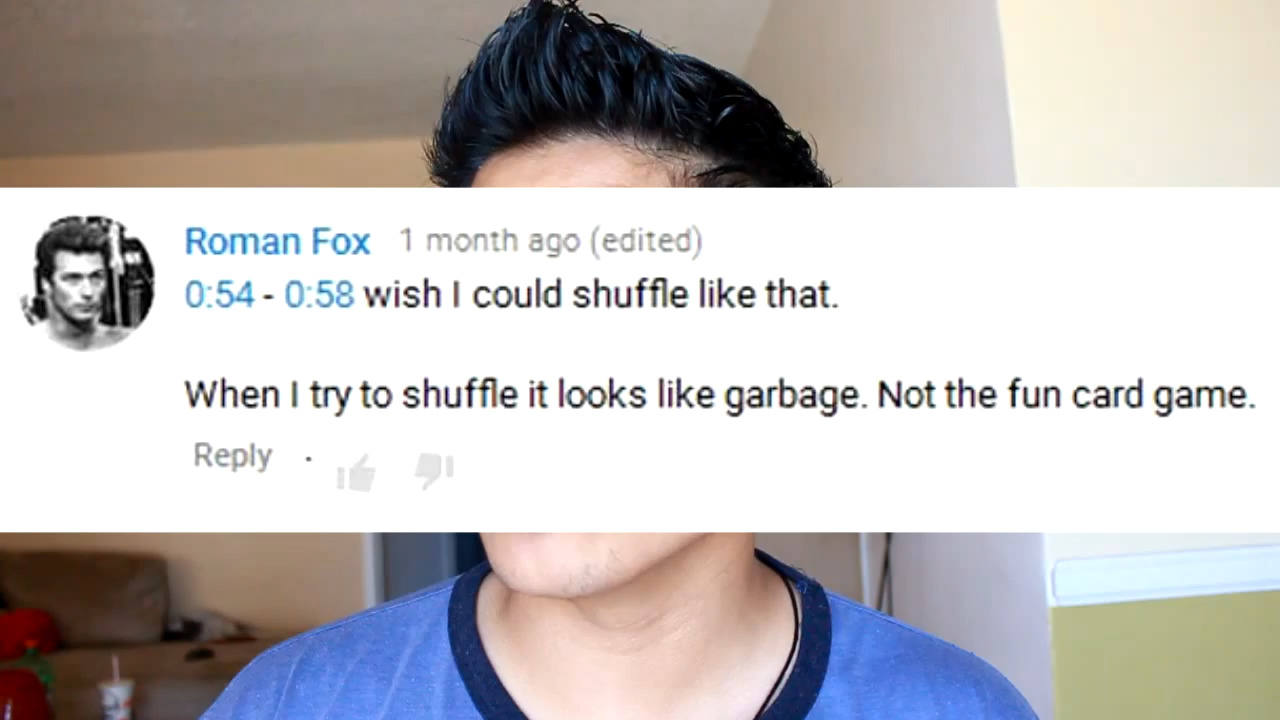 Roman Fox 1 month ago (edited)
0:54 - 0:58 wish I could shuffle like that.
When I try to shuffle it looks like garbage. Not the fun card game.
Reply ·